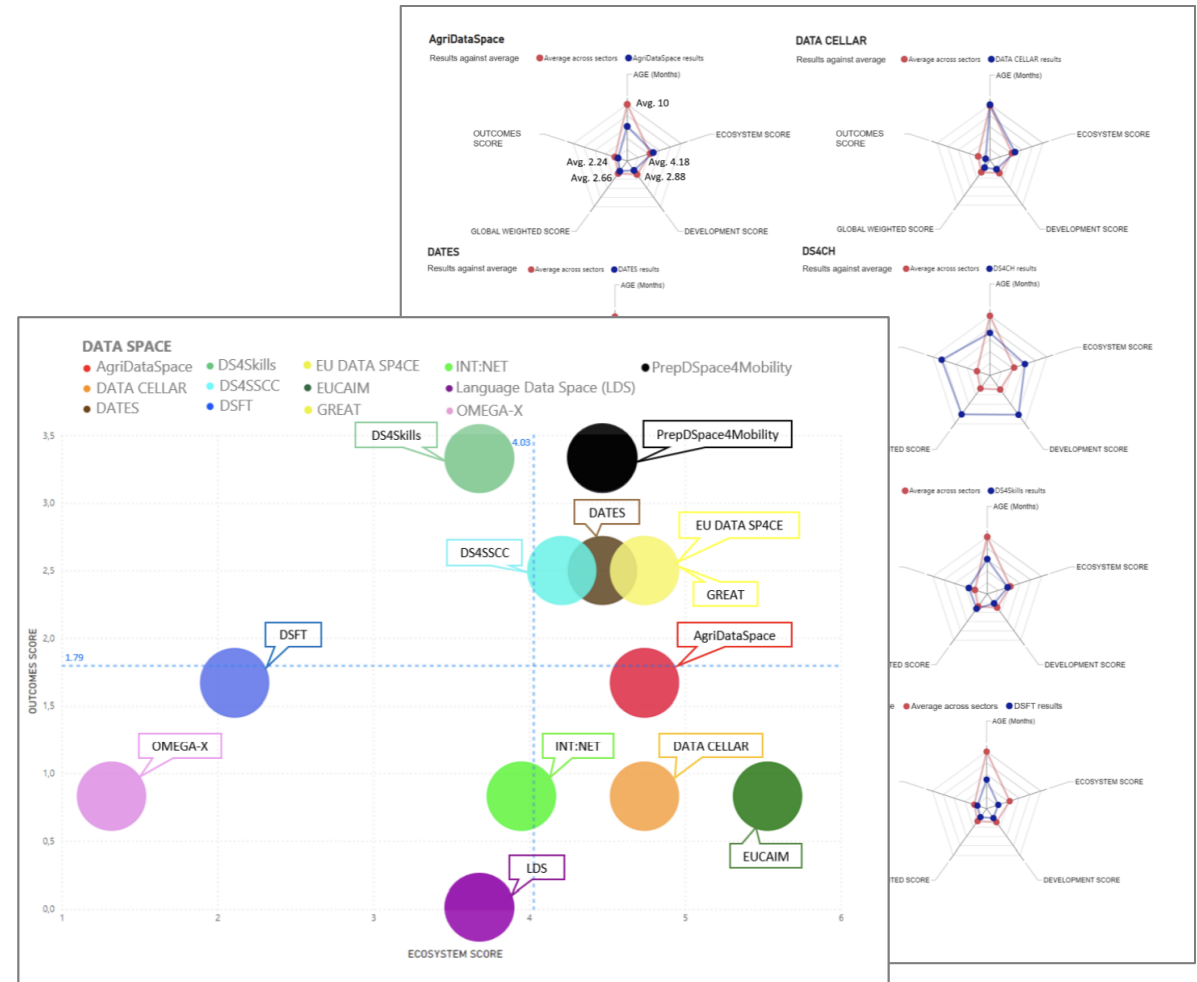 AgriDataSpace
Results against average
Average across sectors
AgriDataSpace results
AGE (Months)
Avg. 10
OUTCOMES
SCORE
ECOSYSTEM SCORE
Avg. 2.24
Avg. 4.18
Avg. 2.66
Avg. 2.88
GLOBAL WEIGHTED SCORE
DEVELOPMENT SCORE
DATA CELLAR
Results against average
Average across sectors
DATA CELLAR results
AGE (Months)
OUTCOMES
SCORE
ECOSYSTEM SCORE
GLOBAL WEIGHTED SCORE
DEVELOPMENT SCORE
DATES
Results against average
Average across sectors
DATES results
AGE (Months)
DS4CH
Results against average
Average across sectors
DS4CH results
AGE (Months)
ECOSYSTEM SCORE
TED SCORE
DEVELOPMENT SCORE
Average across sectors
DS4Skills results
AGE (Months)
ECOSYSTEM SCORE
TED SCORE
DEVELOPMENT SCORE
e
Average across sectors
DSFT results
AGE (Months)
ECOSYSTEM SCORE
TED SCORE
DEVELOPMENT SCORE
DATA SPACE
AgriDataSpace
DS4Skills
EU DATA SP4CE
INT:NET
PrepDSpace4Mobility
DATA CELLAR
DS4SSCC
EUCAIM
Language Data Space (LDS)
DATES
DSFT
GREAT
OMEGA-X
3,5
DS4Skills
4.03
PrepDSpace4Mobility
3,0
DATES
EU DATA SP4CE
DS4SSCC
2,5
GREAT
2,0
DSFT
AgriDataSpace
1.79
OUTCOMES SCORE
1,5
OMEGA-X
INT:NET
DATA CELLAR
1,0
0,5
EUCAIM
LDS
0,0
1
2
3
4
5
6
ECOSYSTEM SCORE